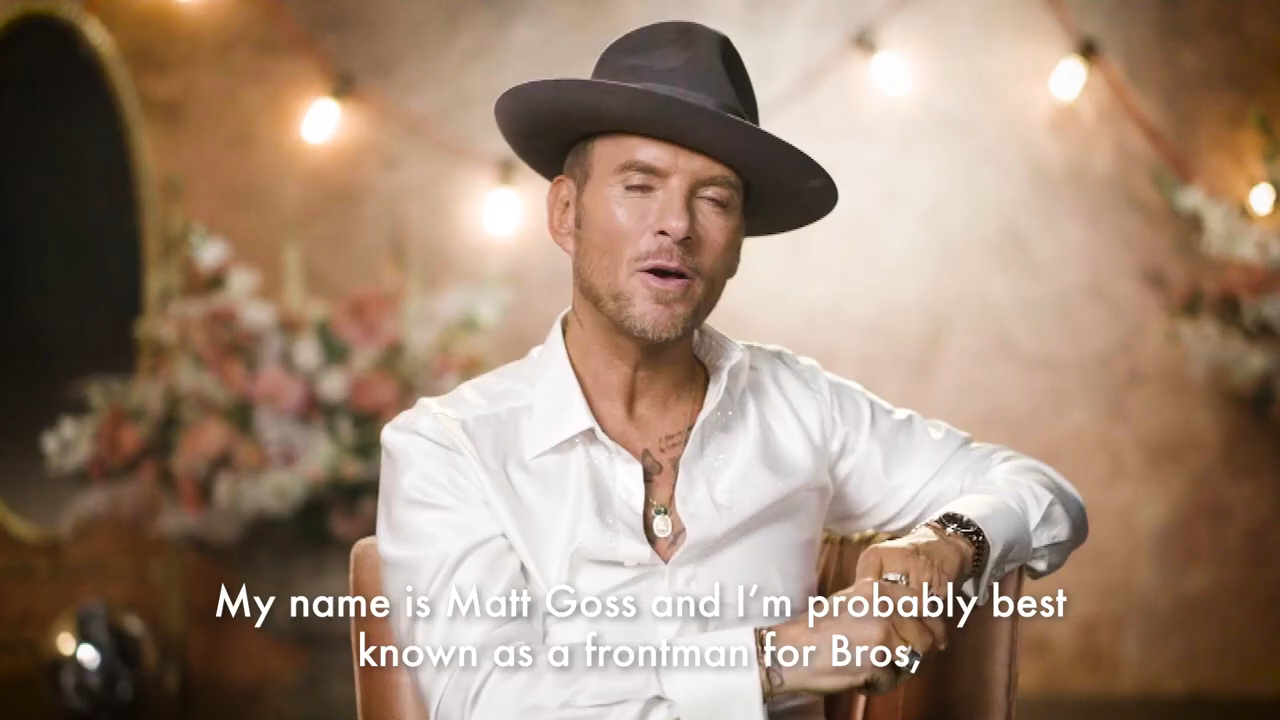 My name is Matt Goss and I'm probably best
known as a frontman for Bros,